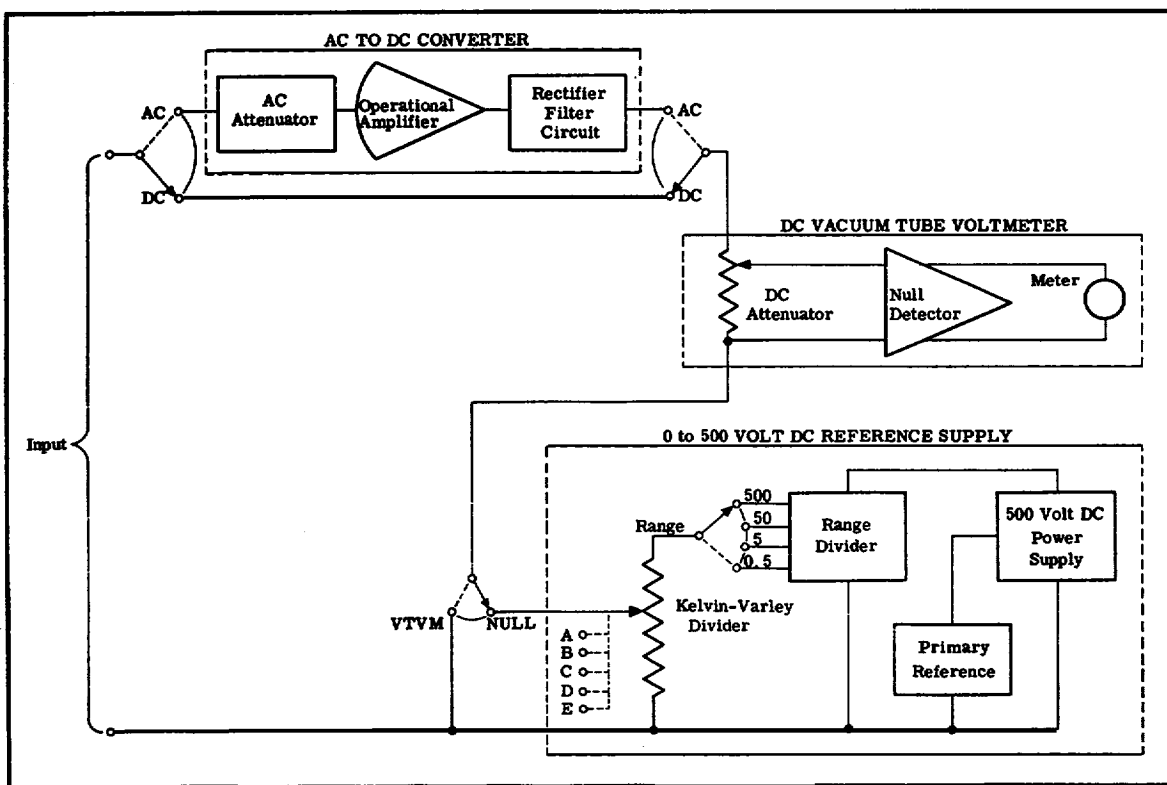 AC TO DC CONVERTER
AC
AC
Attenuator
Operational
Amplifier
Rectifier
Filter
Circuit
AC
DC
DC
DC VACUUM TUBE VOLTMETER
DC
Attenuator
Null
Detector
Meter
Input
0 to 500 VOLT DC REFERENCE SUPPLY
Range
500
50
5
0.5
Range
Divider
500 Volt DC
Power
Supply
VTVM
NULL
Kelvin-Varley
Divider
A
B
C
D
E
Primary
Reference